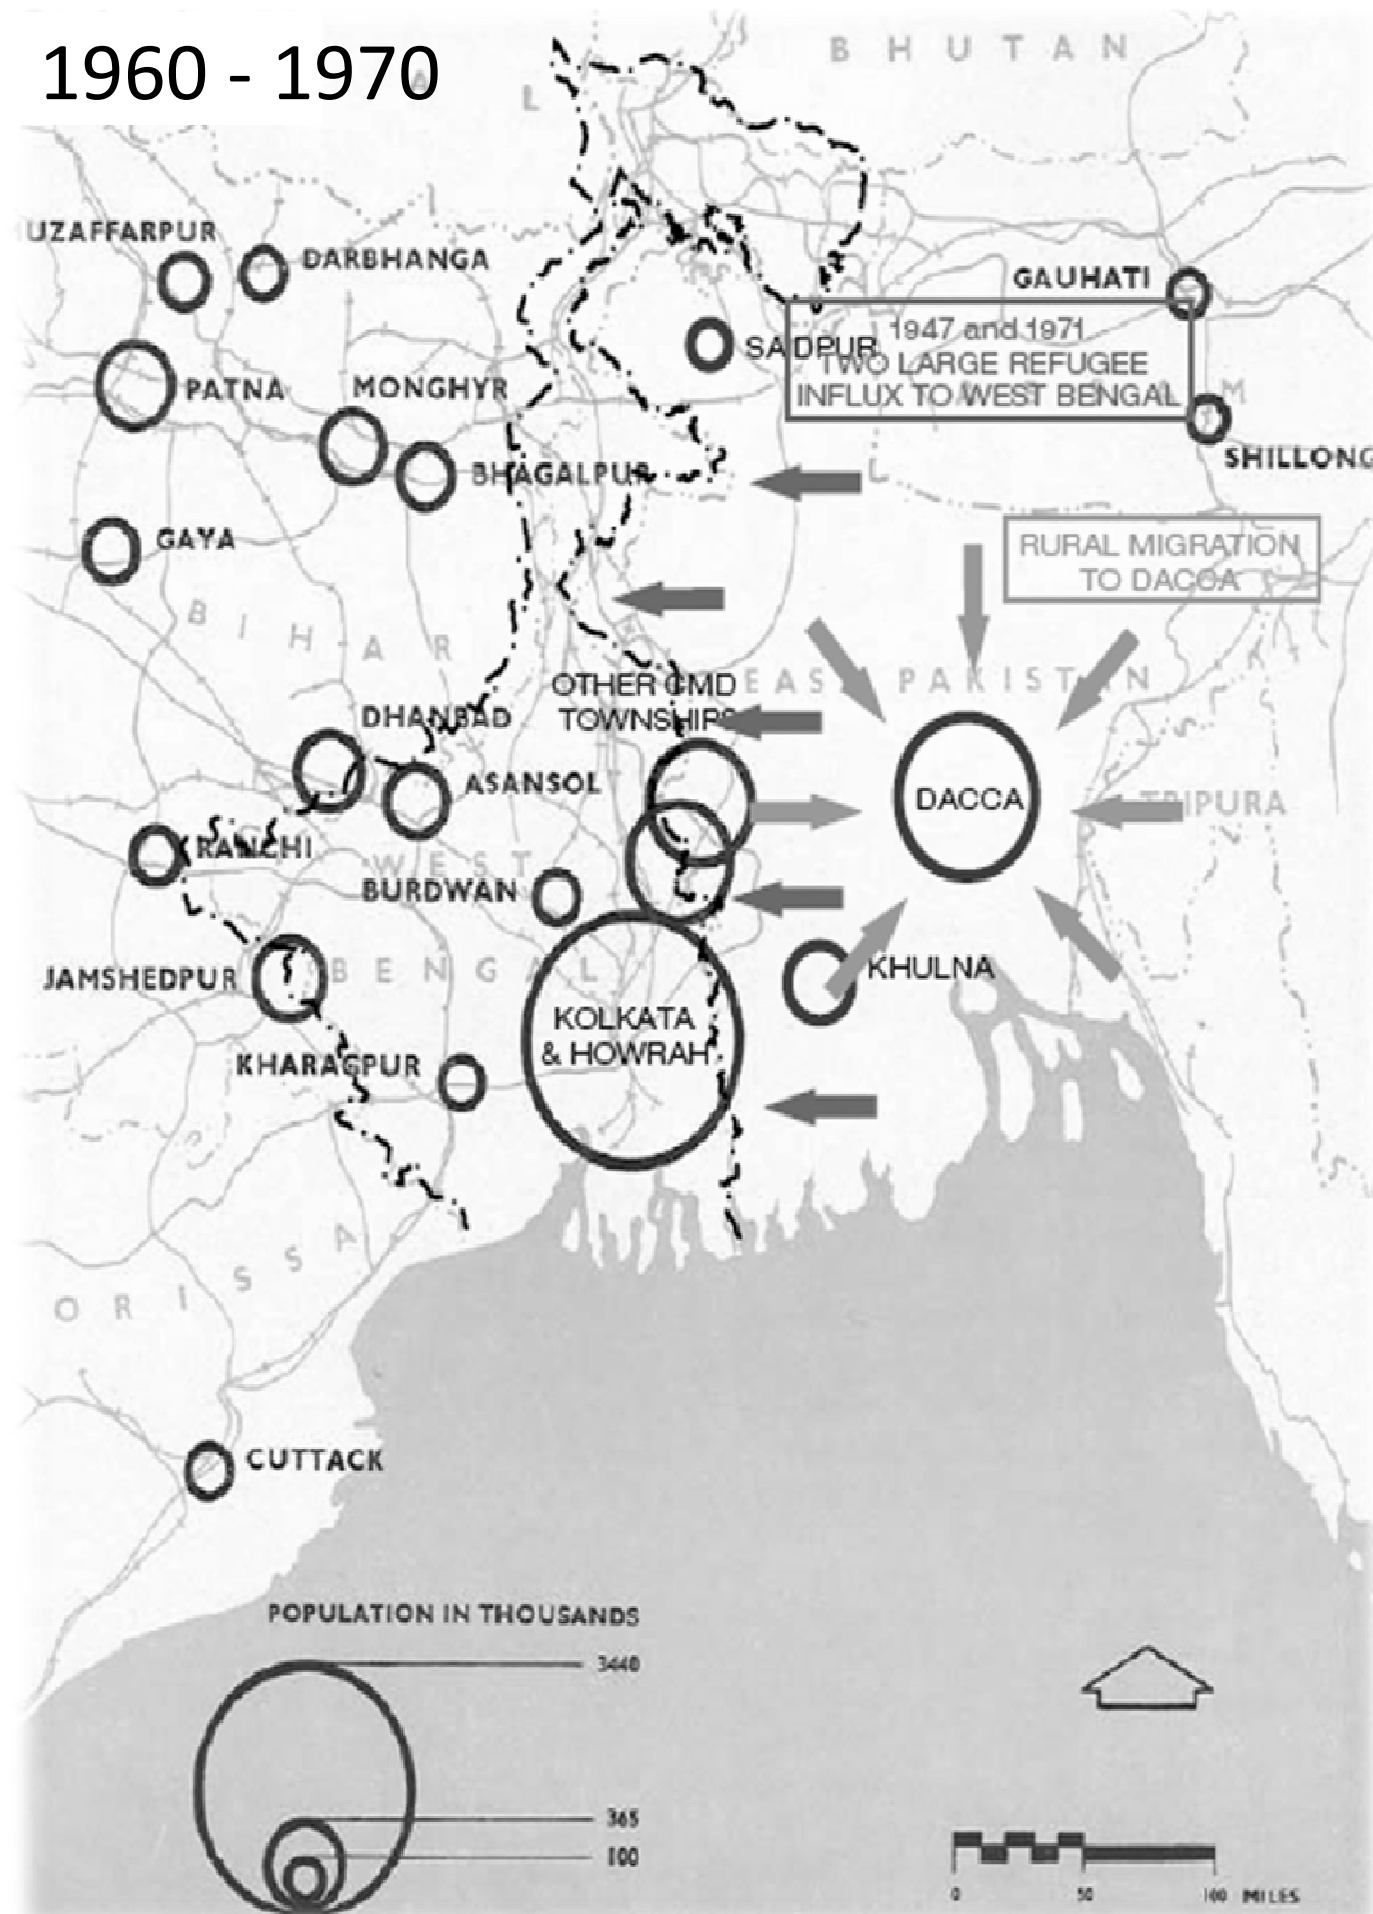 1960 - 1970
L
BHUTAN
UZAFFARPUR
DARBHANGA
GAUHATI
SAIDPUR
1947 and 1971
TWO LARGE REFUGEE
INFLUX TO WEST BENGAL
M
PATNA
MONGHYR
SHILLONG
BHAGALPUR
GAYA
RURAL MIGRATION
TO DACCA
BIHAR
EAST PAKISTAN
OTHER CMD
TOWNSHIPS
DHANBAD
ASANSOL
DACCA
TRIPURA
RANCHI
WEST
BURDWAN
BENGAL
JAMSHEDPUR
KHULNA
KOLKATA
& HOWRAH
KHARAGPUR
ORISSA
CUTTACK
POPULATION IN THOUSANDS
3440
365
100
0 50 100 MILES